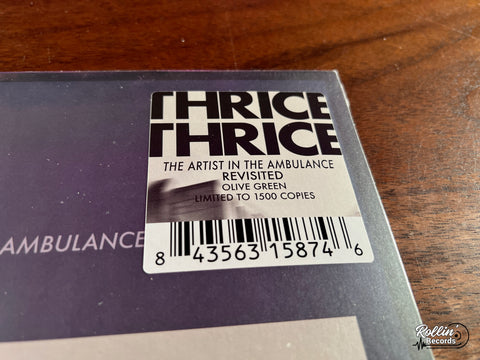 THRICE
THRICE
THE ARTIST IN THE AMBULANCE
REVISITED
OLIVE GREEN
LIMITED TO 1500 COPIES
AMBULANCE
8 43563 15874 6
Rollin'
Records